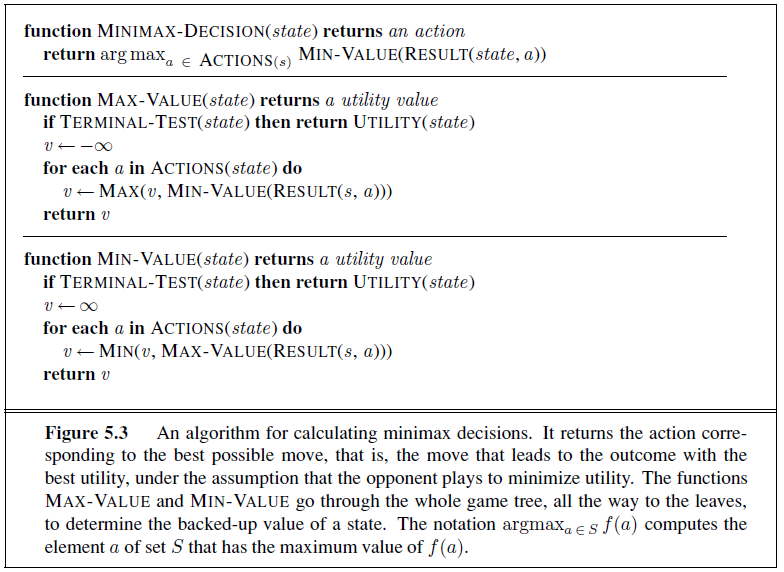 function MINIMAX-DECISION(state) returns an action
return arg max a ∈ ACTIONS(s) MIN-VALUE(RESULT(state, a))
function MAX-VALUE(state) returns a utility value
if TERMINAL-TEST(state) then return UTILITY(state)
v ← −∞
for each a in ACTIONS(state) do
v ← MAX(v, MIN-VALUE(RESULT(s, a)))
return v
function MIN-VALUE(state) returns a utility value
if TERMINAL-TEST(state) then return UTILITY(state)
v ← ∞
for each a in ACTIONS(state) do
v ← MIN(v, MAX-VALUE(RESULT(s, a)))
return v
Figure 5.3 An algorithm for calculating minimax decisions. It returns the action corre-
sponding to the best possible move, that is, the move that leads to the outcome with the
best utility, under the assumption that the opponent plays to minimize utility. The functions
MAX-VALUE and MIN-VALUE go through the whole game tree, all the way to the leaves,
to determine the backed-up value of a state. The notation argmax a ∈ S f(a) computes the
element a of set S that has the maximum value of f(a).